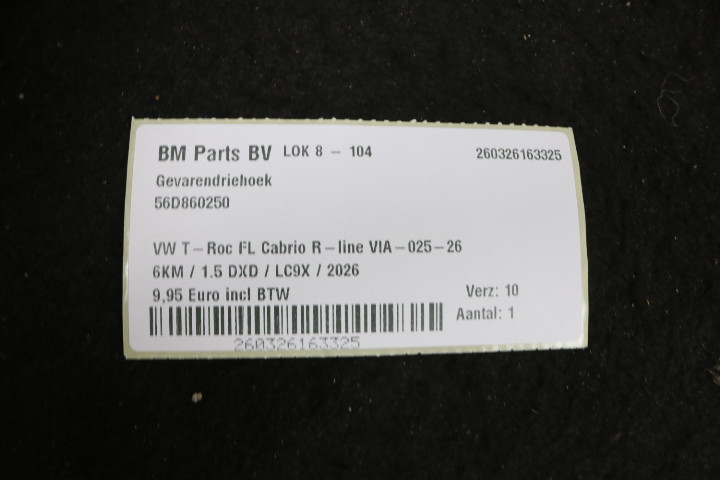 BM Parts BV LOK 8 - 104 260326163325
Gevarendriehoek
56D860250
VW T-Roc FL Cabrio R-line VIA-025-26
6KM / 1.5 DXD / LC9X / 2026
9,95 Euro incl BTW Verz: 10
Aantal: 1
260326163325